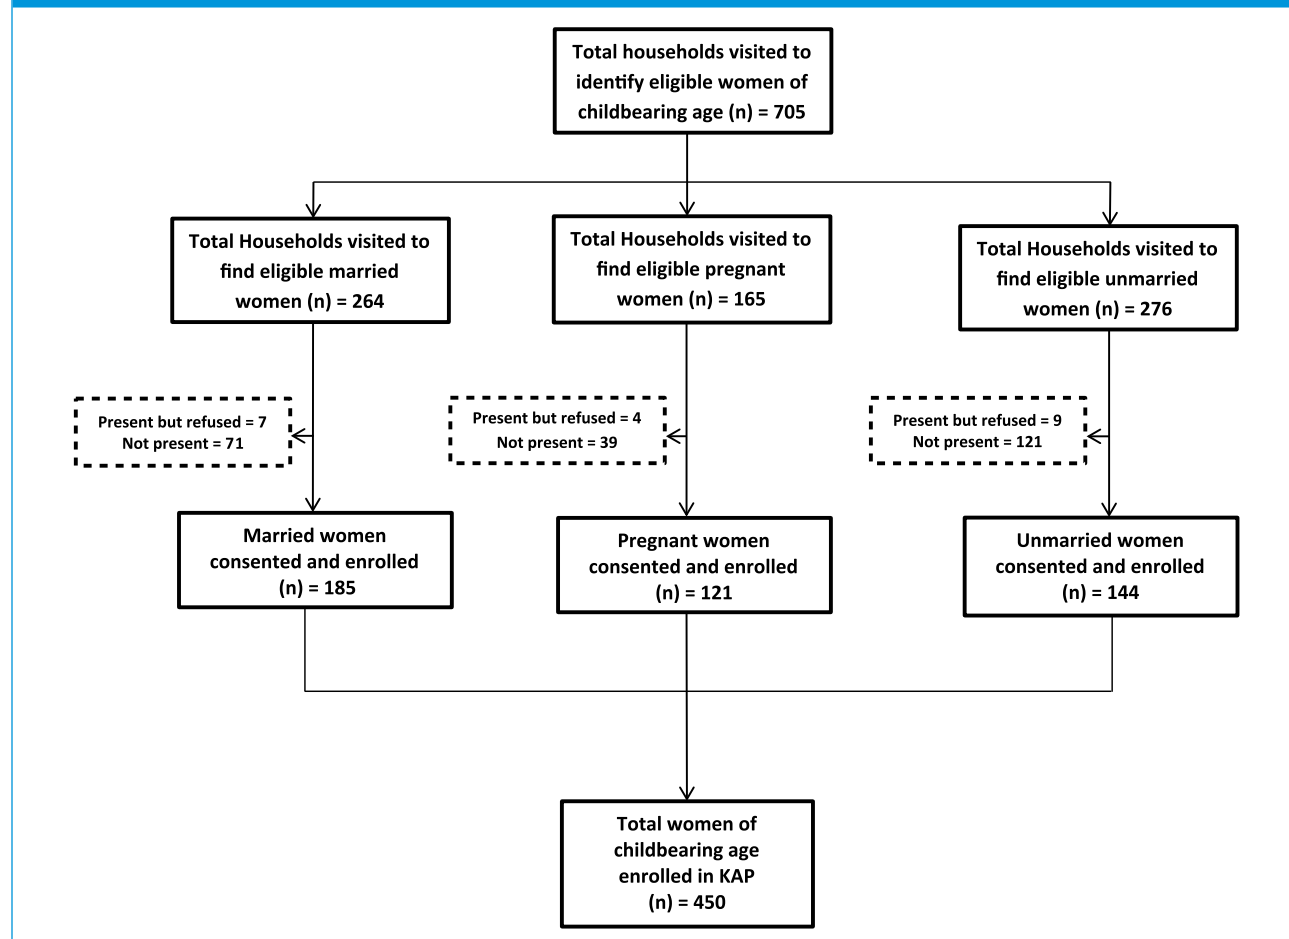 Total households visited to
identify eligible women of
childbearing age (n) = 705
Total Households visited to
find eligible married
women (n) = 264
Total Households visited to
find eligible pregnant
women (n) = 165
Total Households visited to
find eligible unmarried
women (n) = 276
Present but refused = 7
Not present = 71
Present but refused = 4
Not present = 39
Present but refused = 9
Not present = 121
Married women
consented and enrolled
(n) = 185
Pregnant women
consented and enrolled
(n) = 121
Unmarried women
consented and enrolled
(n) = 144
Total women of
childbearing age
enrolled in KAP
(n) = 450